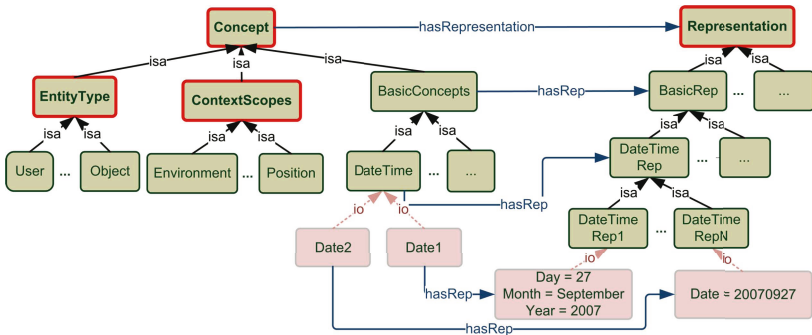 Concept
hasRepresentation
Representation
isa
isa
isa
isa
isa
EntityType
ContextScopes
BasicConcepts
hasRep
BasicRep
...
...
isa
isa
isa
isa
isa
isa
isa
isa
User
...
Object
Environment
...
Position
DateTime
...
...
DateTime
Rep
...
...
io
io
hasRep
isa
isa
Date2
Date1
DateTime
Rep1
...
DateTime
RepN
io
io
hasRep
Day = 27
Month = September
Year = 2007
Date = 20070927
hasRep